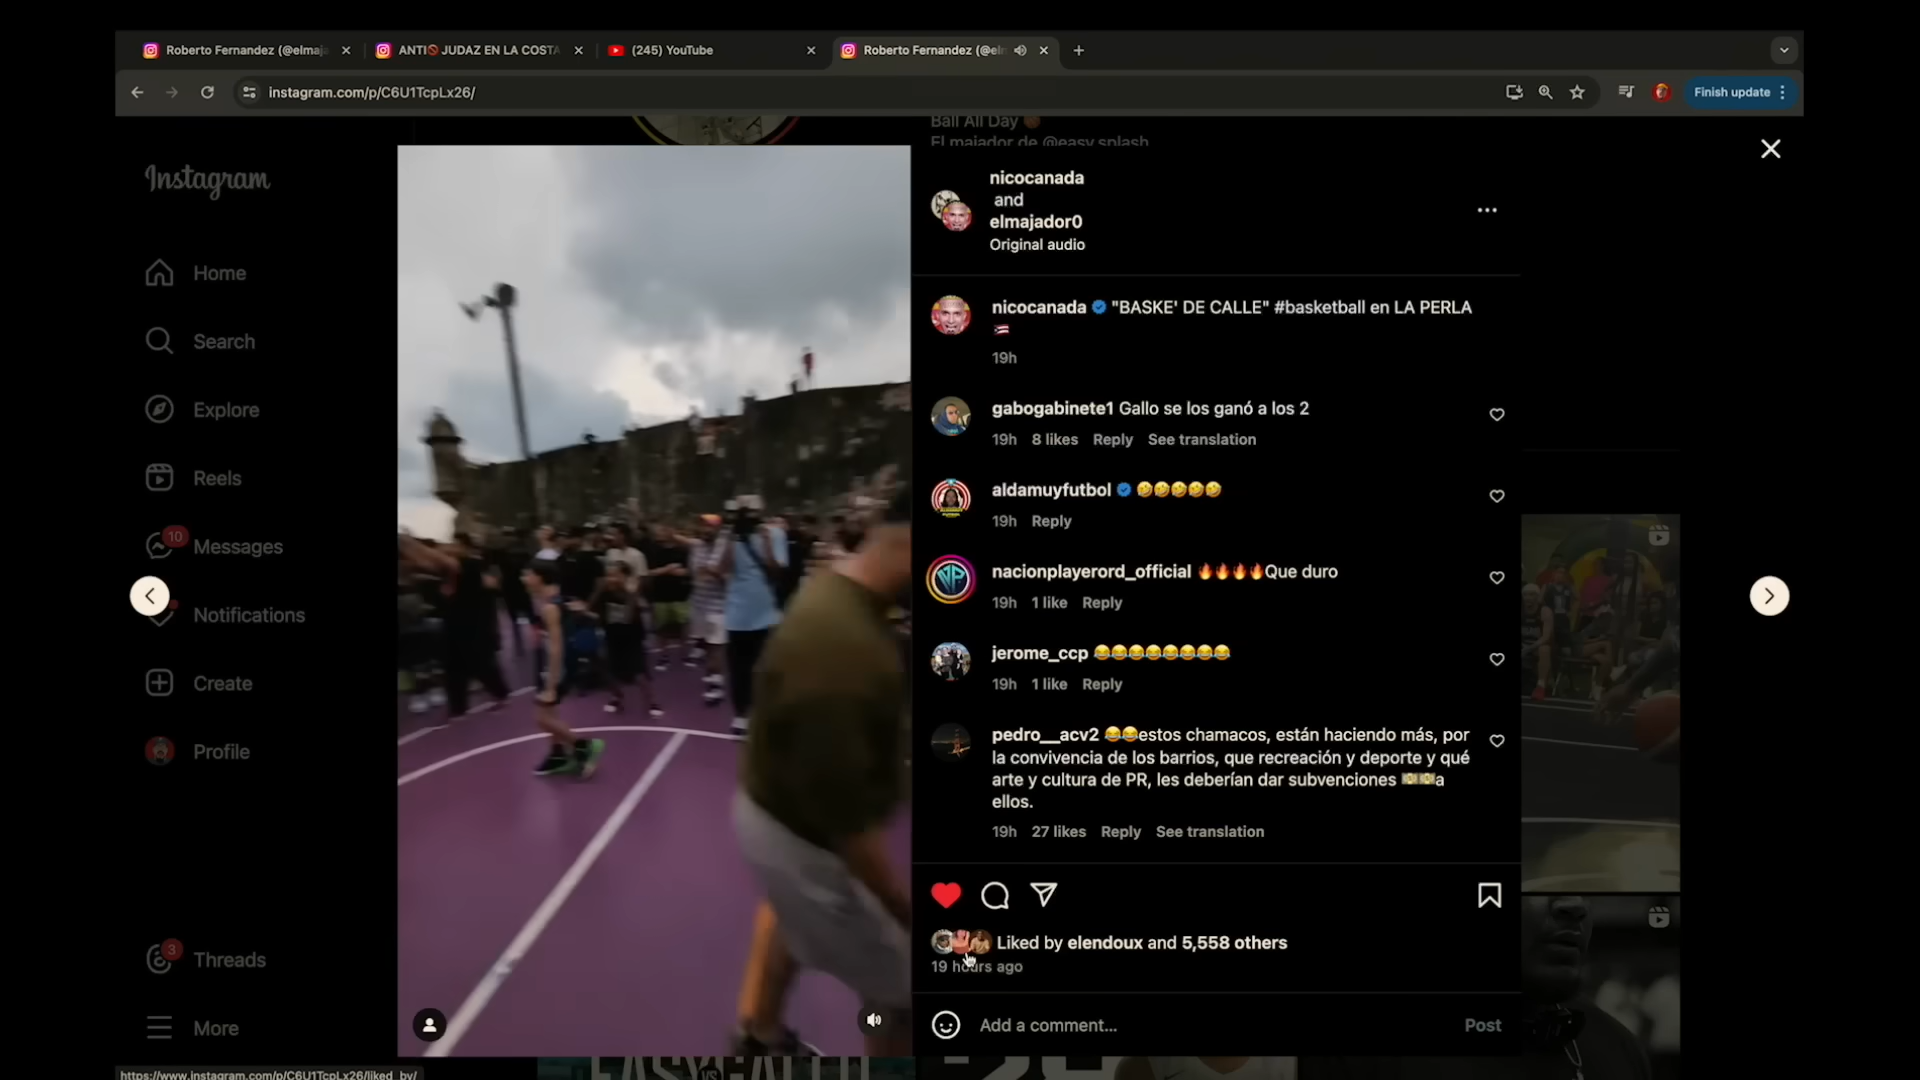 Roberto Fernandez (@elmaj
ANTI🚫 JUDAZ EN LA COSTA
(245) YouTube
Roberto Fernandez (@el
instagram.com/p/C6U1TcpLx26/
Finish update
Ball All Day 🏀
El majador de @easy.splash
Instagram
Home
Search
Explore
Reels
10
Messages
Notifications
Create
Profile
3
Threads
More
nicocanada
and
elmajador0
Original audio
nicocanada "BASKE' DE CALLE" #basketball en LA PERLA
🇵🇷
19h
gabogabinete1 Gallo se los ganó a los 2
19h 8 likes Reply See translation
aldamuyfutbol 🤣🤣🤣🤣🤣
19h Reply
nacionplayerord_official 🔥🔥🔥🔥Que duro
19h 1 like Reply
jerome_ccp 😂😂😂😂😂😂😂😂
19h 1 like Reply
pedro__acv2 😂😂estos chamacos, están haciendo más, por
la convivencia de los barrios, que recreación y deporte y qué
arte y cultura de PR, les deberían dar subvenciones 💵💵a
ellos.
19h 27 likes Reply See translation
Liked by elendoux and 5,558 others
19 hours ago
Add a comment...
Post
https://www.instagram.com/p/C6U1TcpLx26/liked_by/